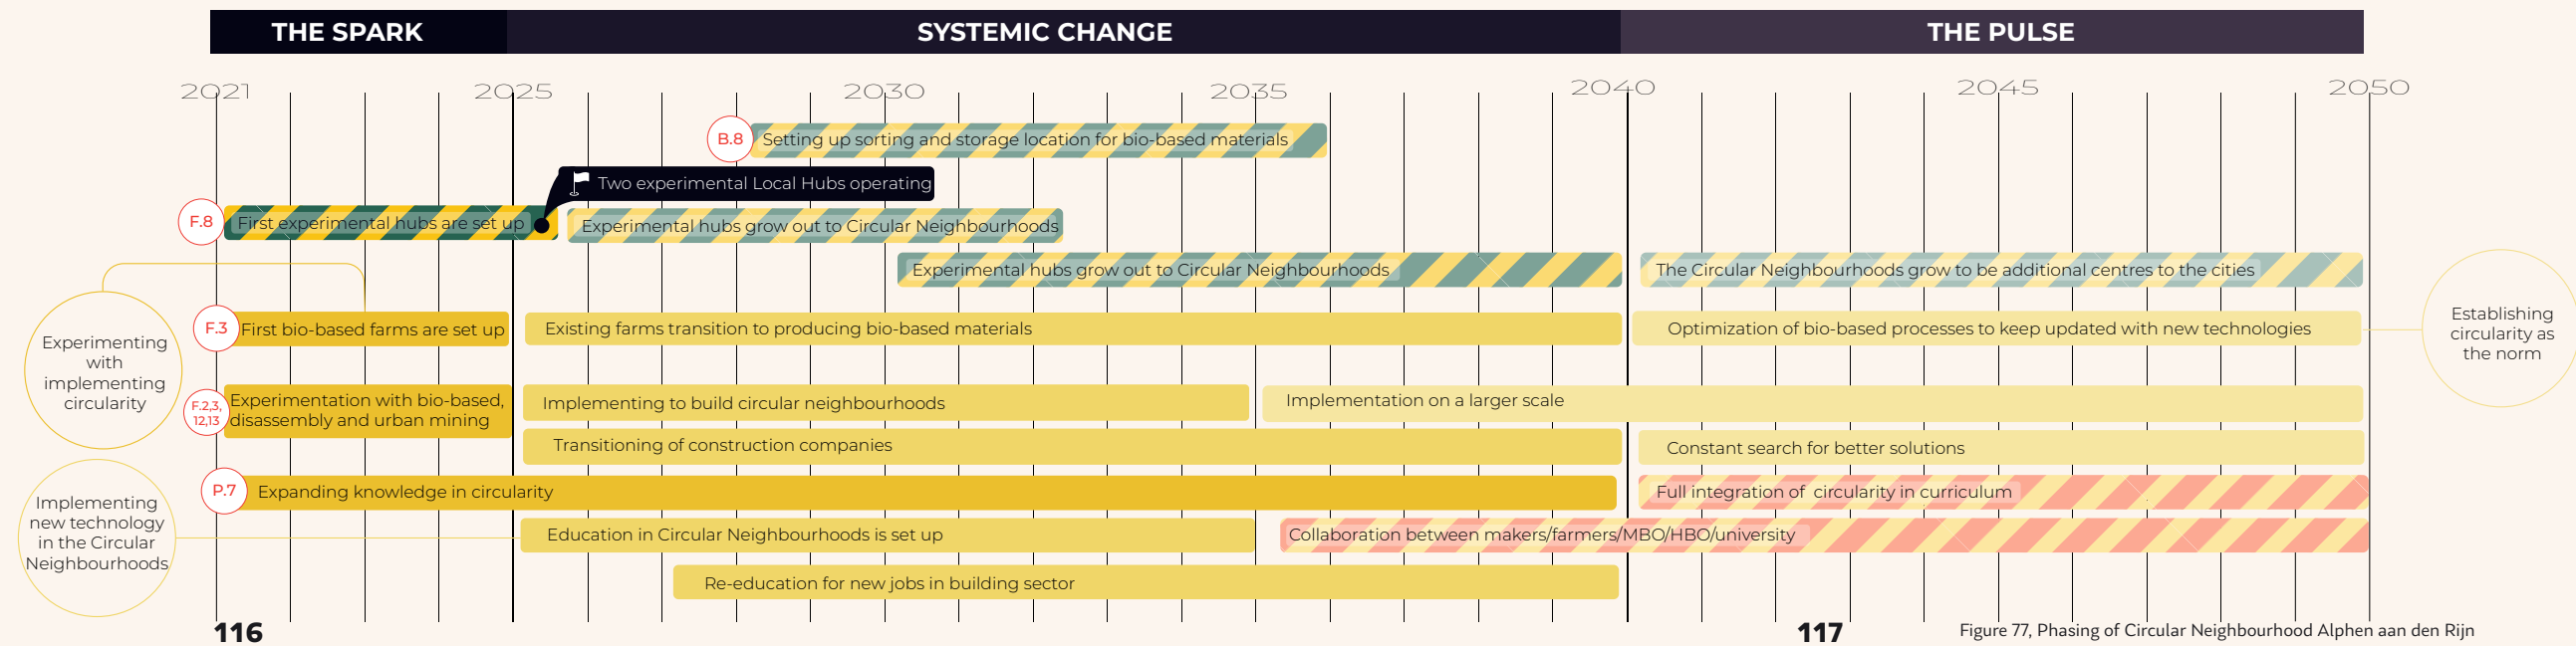 THE SPARK
SYSTEMIC CHANGE
THE PULSE
2021
2025
2030
2035
2040
2045
2050
B.8
Setting up sorting and storage location for bio-based materials
Two experimental Local Hubs operating
F.8
First experimental hubs are set up
Experimental hubs grow out to Circular Neighbourhoods
Experimental hubs grow out to Circular Neighbourhoods
The Circular Neighbourhoods grow to be additional centres to the cities
Experimenting
with
implementing
circularity
F.3
First bio-based farms are set up
Existing farms transition to producing bio-based materials
Optimization of bio-based processes to keep updated with new technologies
Establishing
circularity as
the norm
F.2,3,
12,13
Experimentation with bio-based,
disassembly and urban mining
Implementing to build circular neighbourhoods
Implementation on a larger scale
Transitioning of construction companies
Constant search for better solutions
Implementing
new technology
in the Circular
Neighbourhoods
P.7
Expanding knowledge in circularity
Full integration of circularity in curriculum
Education in Circular Neighbourhoods is set up
Collaboration between makers/farmers/MBO/HBO/university
Re-education for new jobs in building sector
116
117
Figure 77, Phasing of Circular Neighbourhood Alphen aan den Rijn